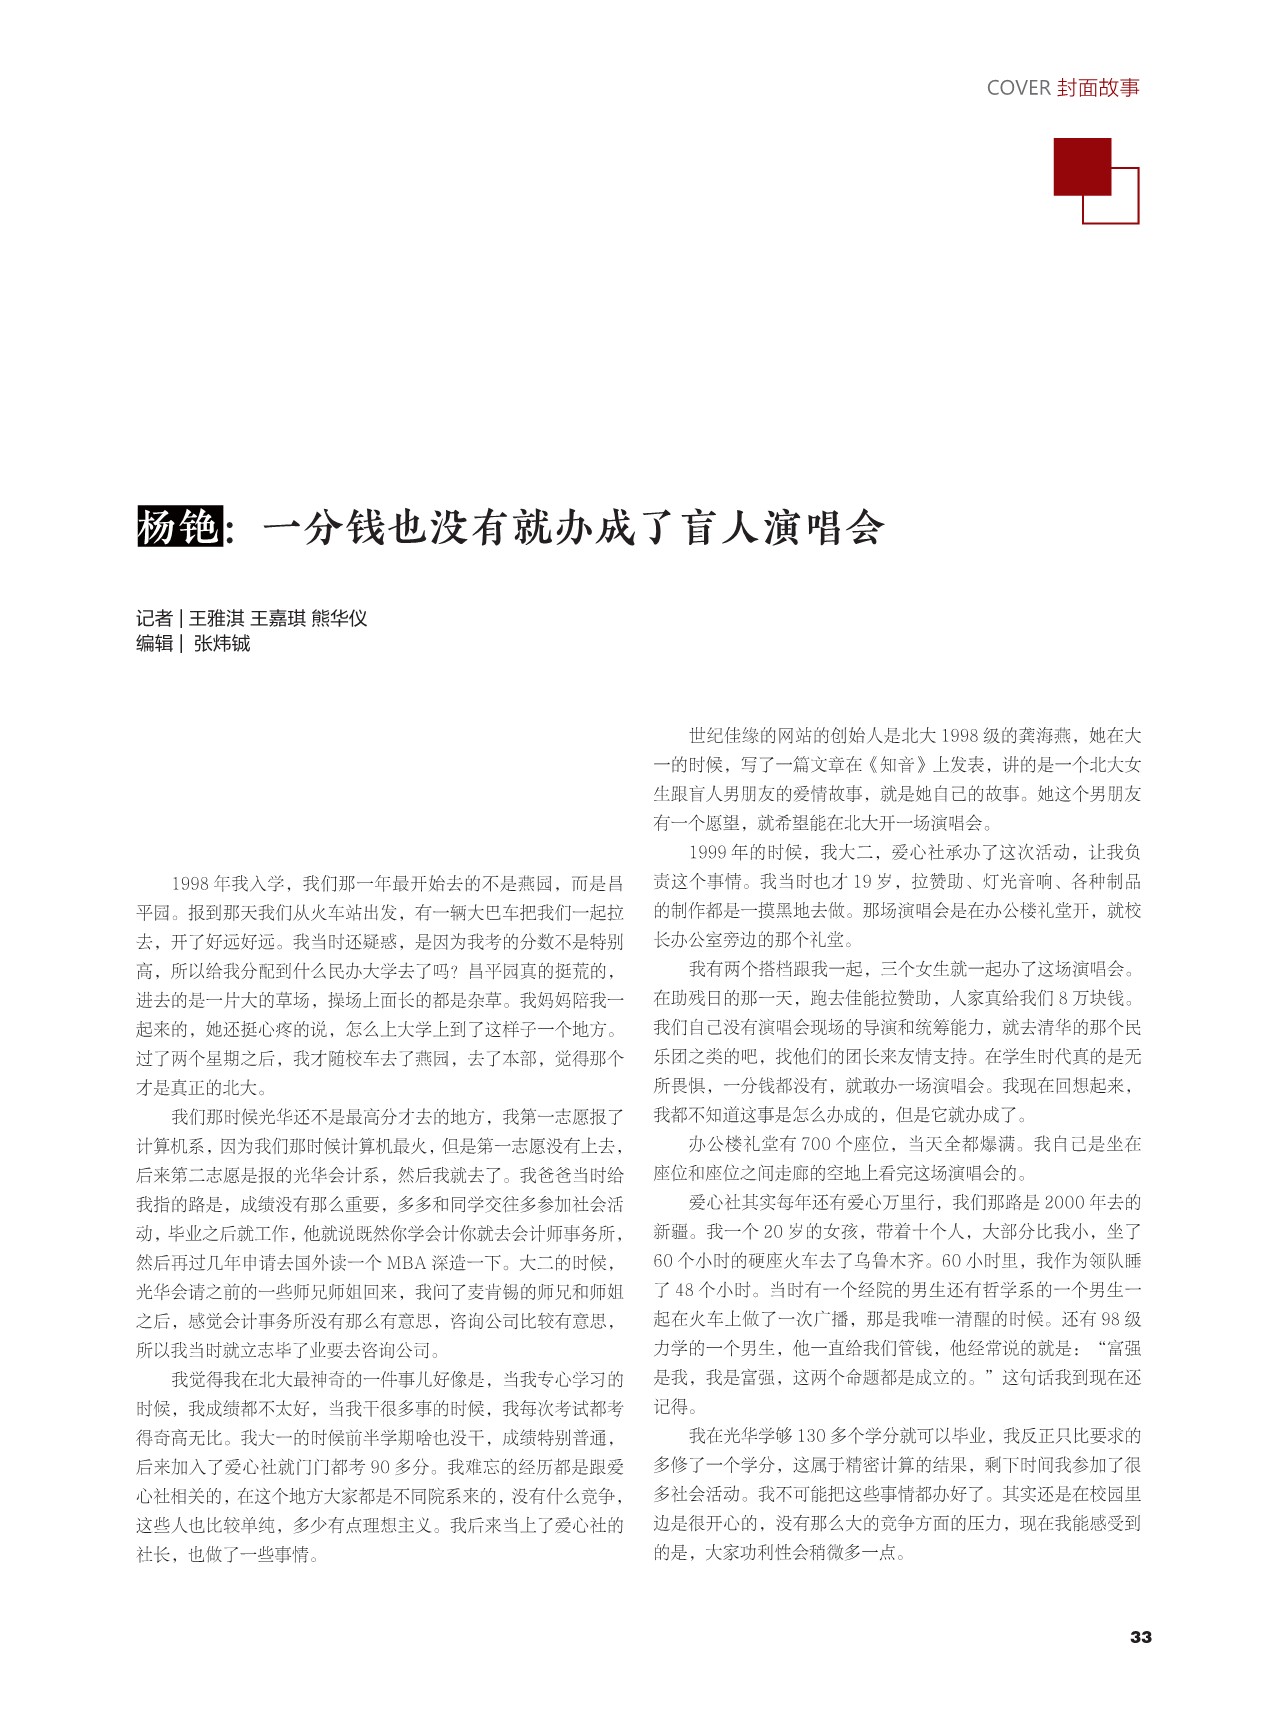 COVER 封面故事
杨铯：一分钱也没有就办成了盲人演唱会
记者 | 王雅淇 王嘉琪 熊华仪
编辑 | 张炜铖
1998 年我入学，我们那一年最开始去的不是燕园，而是昌
平园。报到那天我们从火车站出发，有一辆大巴车把我们一起拉
去，开了好远好远。我当时还疑惑，是因为我考的分数不是特别
高，所以给我分配到什么民办大学去了吗？昌平园真的挺荒的，
进去的是一片大的草场，操场上面长的都是杂草。我妈妈陪我一
起来的，她还挺心疼的说，怎么上大学上到了这样子一个地方。
过了两个星期之后，我才随校车去了燕园，去了本部，觉得那个
才是真正的北大。
我们那时候光华还不是最高分才去的地方，我第一志愿报了
计算机系，因为我们那时候计算机最火，但是第一志愿没有上去，
后来第二志愿是报的光华会计系，然后我就去了。我爸爸当时给
我指的路是，成绩没有那么重要，多多和同学交往多参加社会活
动，毕业之后就工作，他就说既然你学会计你就去会计师事务所，
然后再过几年申请去国外读一个 MBA 深造一下。大二的时候，
光华会请之前的一些师兄师姐回来，我问了麦肯锡的师兄和师姐
之后，感觉会计事务所没有那么有意思，咨询公司比较有意思，
所以我当时就立志毕了业要去咨询公司。
我觉得我在北大最神奇的一件事儿好像是，当我专心学习的
时候，我成绩都不太好，当我干很多事的时候，我每次考试都考
得奇高无比。我大一的时候前半学期啥也没干，成绩特别普通，
后来加入了爱心社就门门都考 90 多分。我难忘的经历都是跟爱
心社相关的，在这个地方大家都是不同院系来的，没有什么竞争，
这些人也比较单纯，多少有点理想主义。我后来当上了爱心社的
社长，也做了一些事情。
世纪佳缘的网站的创始人是北大 1998 级的龚海燕，她在大
一的时候，写了一篇文章在《知音》上发表，讲的是一个北大女
生跟盲人男朋友的爱情故事，就是她自己的故事。她这个男朋友
有一个愿望，就希望能在北大开一场演唱会。
1999 年的时候，我大二，爱心社承办了这次活动，让我负
责这个事情。我当时也才 19 岁，拉赞助、灯光音响、各种制品
的制作都是一摸黑地去做。那场演唱会是在办公楼礼堂开，就校
长办公室旁边的那个礼堂。
我有两个搭档跟我一起，三个女生就一起办了这场演唱会。
在助残日的那一天，跑去佳能拉赞助，人家真给我们 8 万块钱。
我们自己没有演唱会现场的导演和统筹能力，就去清华的那个民
乐团之类的吧，找他们的团长来友情支持。在学生时代真的是无
所畏惧，一分钱都没有，就敢办一场演唱会。我现在回想起来，
我都不知道这事是怎么办成的，但是它就办成了。
办公楼礼堂有 700 个座位，当天全都爆满。我自己是坐在
座位和座位之间走廊的空地上看完这场演唱会的。
爱心社其实每年还有爱心万里行，我们那路是 2000 年去的
新疆。我一个 20 岁的女孩，带着十个人，大部分比我小，坐了
60 个小时的硬座火车去了乌鲁木齐。60 小时里，我作为领队睡
了 48 个小时。当时有一个经院的男生还有哲学系的一个男生一
起在火车上做了一次广播，那是我唯一清醒的时候。还有 98 级
力学的一个男生，他一直给我们管钱，他经常说的就是：“富强
是我，我是富强，这两个命题都是成立的。”这句话我到现在还
记得。
我在光华学够 130 多个学分就可以毕业，我反正只比要求的
多修了一个学分，这属于精密计算的结果，剩下时间我参加了很
多社会活动。我不可能把这些事情都办好了。其实还是在校园里
边是很开心的，没有那么大的竞争方面的压力，现在我能感受到
的是，大家功利性会稍微多一点。
33